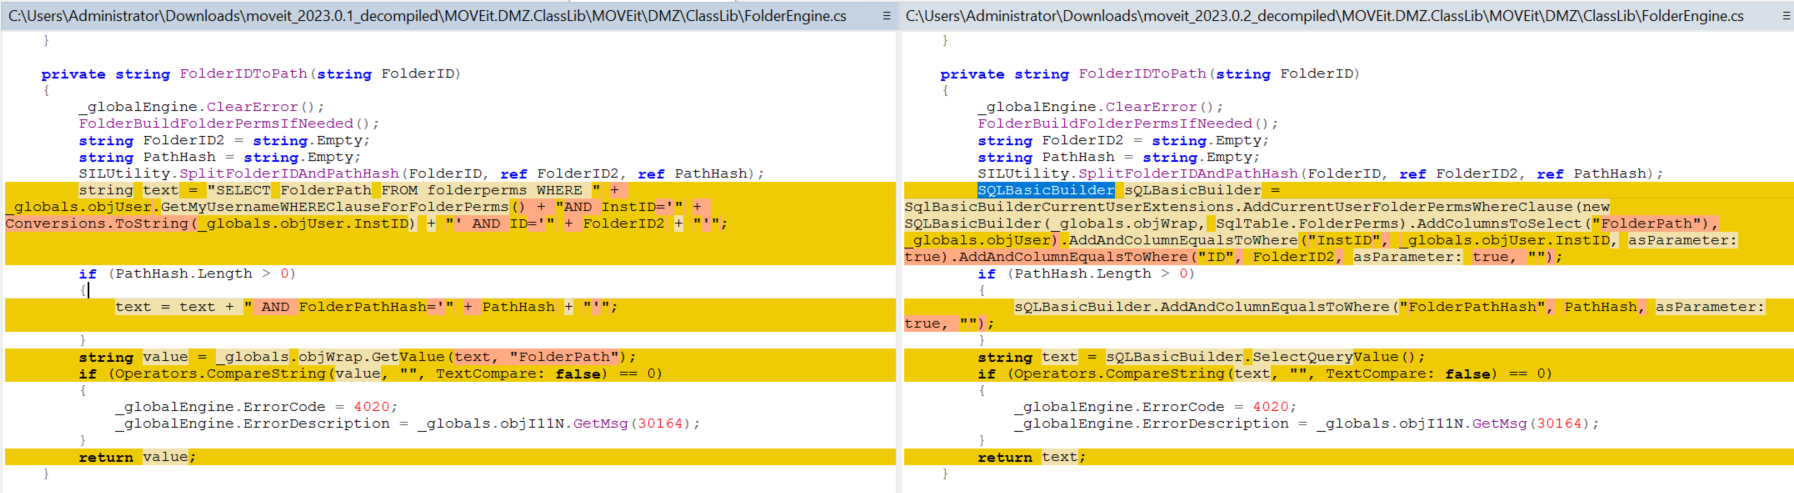 C:\Users\Administrator\Downloads\moveit_2023.0.1_decompiled\MOVEit.DMZ.ClassLib\MOVEit\DMZ\ClassLib\FolderEngine.cs
}
private string FolderIDToPath(string FolderID)
{
_globalEngine.ClearError();
FolderBuildFolderPermsIfNeeded();
string FolderID2 = string.Empty;
string PathHash = string.Empty;
SILUtility.SplitFolderIDAndPathHash(FolderID, ref FolderID2, ref PathHash);
string text = "SELECT FolderPath FROM folderperms WHERE " +
_globals.objUser.GetMyUsernameWHEREClauseForFolderPerms() + "AND InstID='" +
Conversions.ToString(_globals.objUser.InstID) + "' AND ID='" + FolderID2 + "'";
if (PathHash.Length > 0)
{
text = text + " AND FolderPathHash='" + PathHash + "'";
}
string value = _globals.objWrap.GetValue(text, "FolderPath");
if (Operators.CompareString(value, "", TextCompare: false) == 0)
{
_globalEngine.ErrorCode = 4020;
_globalEngine.ErrorDescription = _globals.objI11N.GetMsg(30164);
}
return value;
}
C:\Users\Administrator\Downloads\moveit_2023.0.2_decompiled\MOVEit.DMZ.ClassLib\MOVEit\DMZ\ClassLib\FolderEngine.cs
}
private string FolderIDToPath(string FolderID)
{
_globalEngine.ClearError();
FolderBuildFolderPermsIfNeeded();
string FolderID2 = string.Empty;
string PathHash = string.Empty;
SILUtility.SplitFolderIDAndPathHash(FolderID, ref FolderID2, ref PathHash);
SQLBasicBuilder sQLBasicBuilder =
SqlBasicBuilderCurrentUserExtensions.AddCurrentUserFolderPermsWhereClause(new
SQLBasicBuilder(_globals.objWrap, SqlTable.FolderPerms).AddColumnsToSelect("FolderPath"),
_globals.objUser).AddAndColumnEqualsToWhere("InstID", _globals.objUser.InstID, asParameter:
true).AddAndColumnEqualsToWhere("ID", FolderID2, asParameter: true, "");
if (PathHash.Length > 0)
{
sQLBasicBuilder.AddAndColumnEqualsToWhere("FolderPathHash", PathHash, asParameter:
true, "");
}
string text = sQLBasicBuilder.SelectQueryValue();
if (Operators.CompareString(text, "", TextCompare: false) == 0)
{
_globalEngine.ErrorCode = 4020;
_globalEngine.ErrorDescription = _globals.objI11N.GetMsg(30164);
}
return text;
}